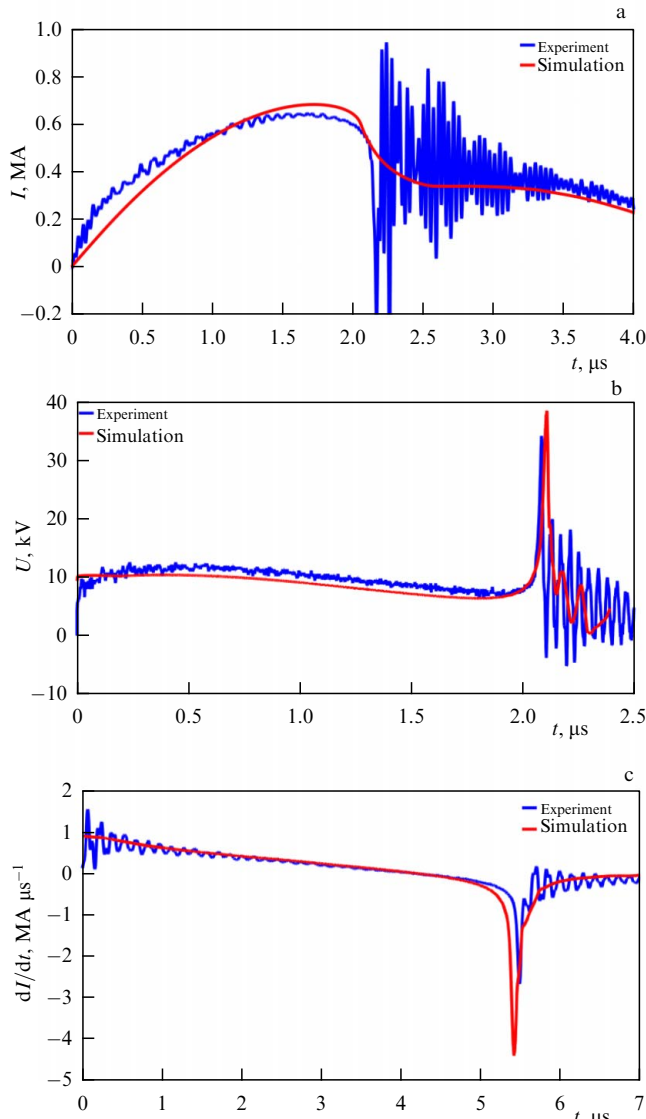 a
1.0
0.8
0.6
0.4
0.2
0
−0.2
I, MA
Experiment
Simulation
0 0.5 1.0 1.5 2.0 2.5 3.0 3.5 4.0
t, μs
b
40
30
20
10
0
−10
U, kV
Experiment
Simulation
0 0.5 1.0 1.5 2.0 2.5
t, μs
c
2
1
0
−1
−2
−3
−4
−5
dI/dt, MA μs⁻¹
Experiment
Simulation
0 1 2 3 4 5 6 7
t, μs